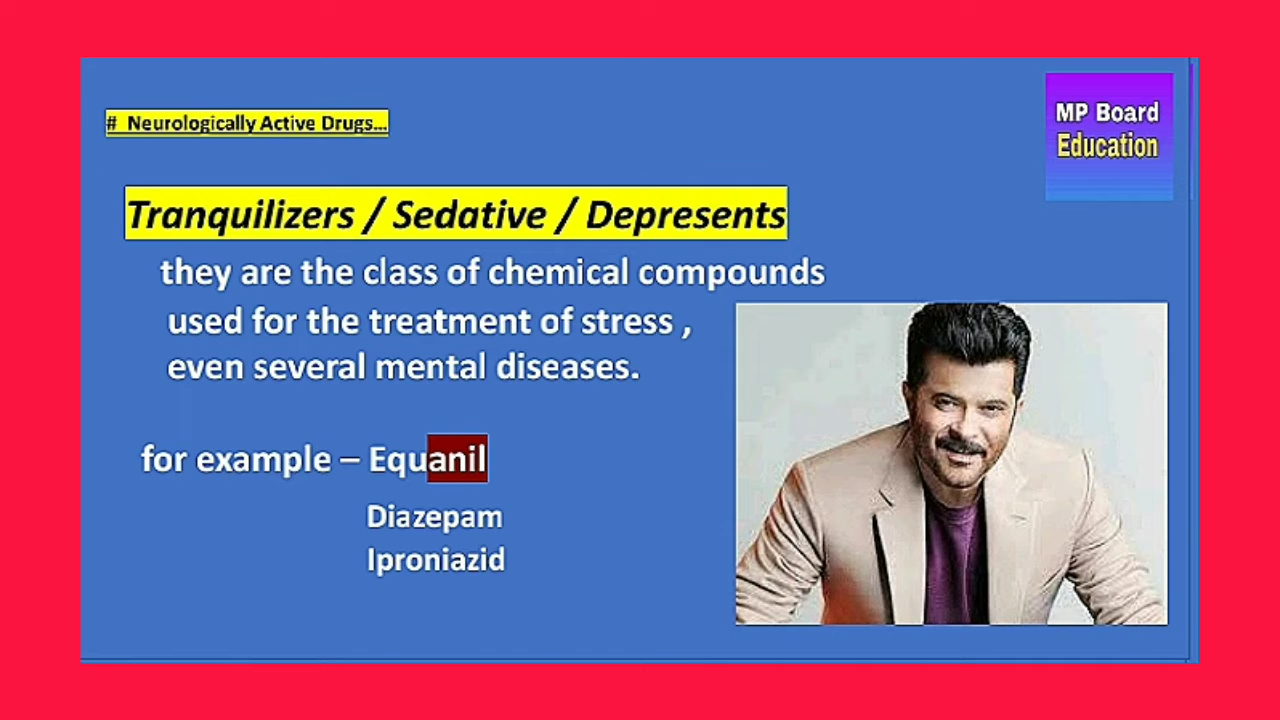 # Neurologically Active Drugs...
MP Board
Education
Tranquilizers / Sedative / Depresents
they are the class of chemical compounds
used for the treatment of stress ,
even several mental diseases.
for example – Equanil
Diazepam
Iproniazid